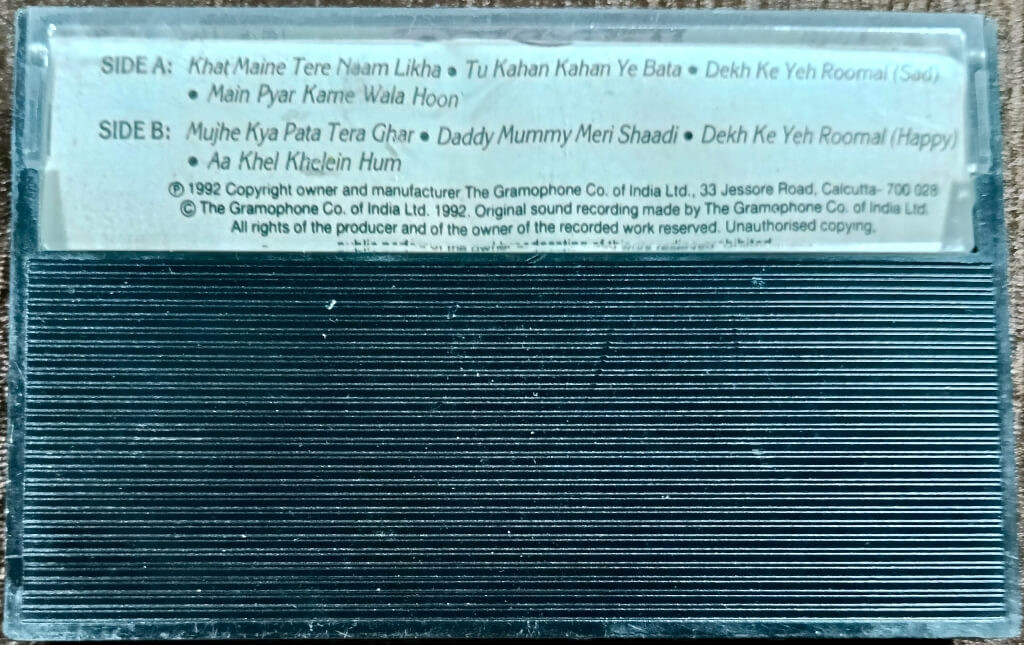 SIDE A: Khat Maine Tere Naam Likha • Tu Kahan Kahan Ye Bata • Dekh Ke Yeh Roomal (Sad)
• Main Pyar Karne Wala Hoon
SIDE B: Mujhe Kya Pata Tera Ghar • Daddy Mummy Meri Shaadi • Dekh Ke Yeh Roomal (Happy)
• Aa Khel Khelein Hum
℗ 1992 Copyright owner and manufacturer The Gramophone Co. of India Ltd., 33 Jessore Road, Calcutta- 700 028
© The Gramophone Co. of India Ltd. 1992. Original sound recording made by The Gramophone Co. of India Ltd.
All rights of the producer and of the owner of the recorded work reserved. Unauthorised copying,